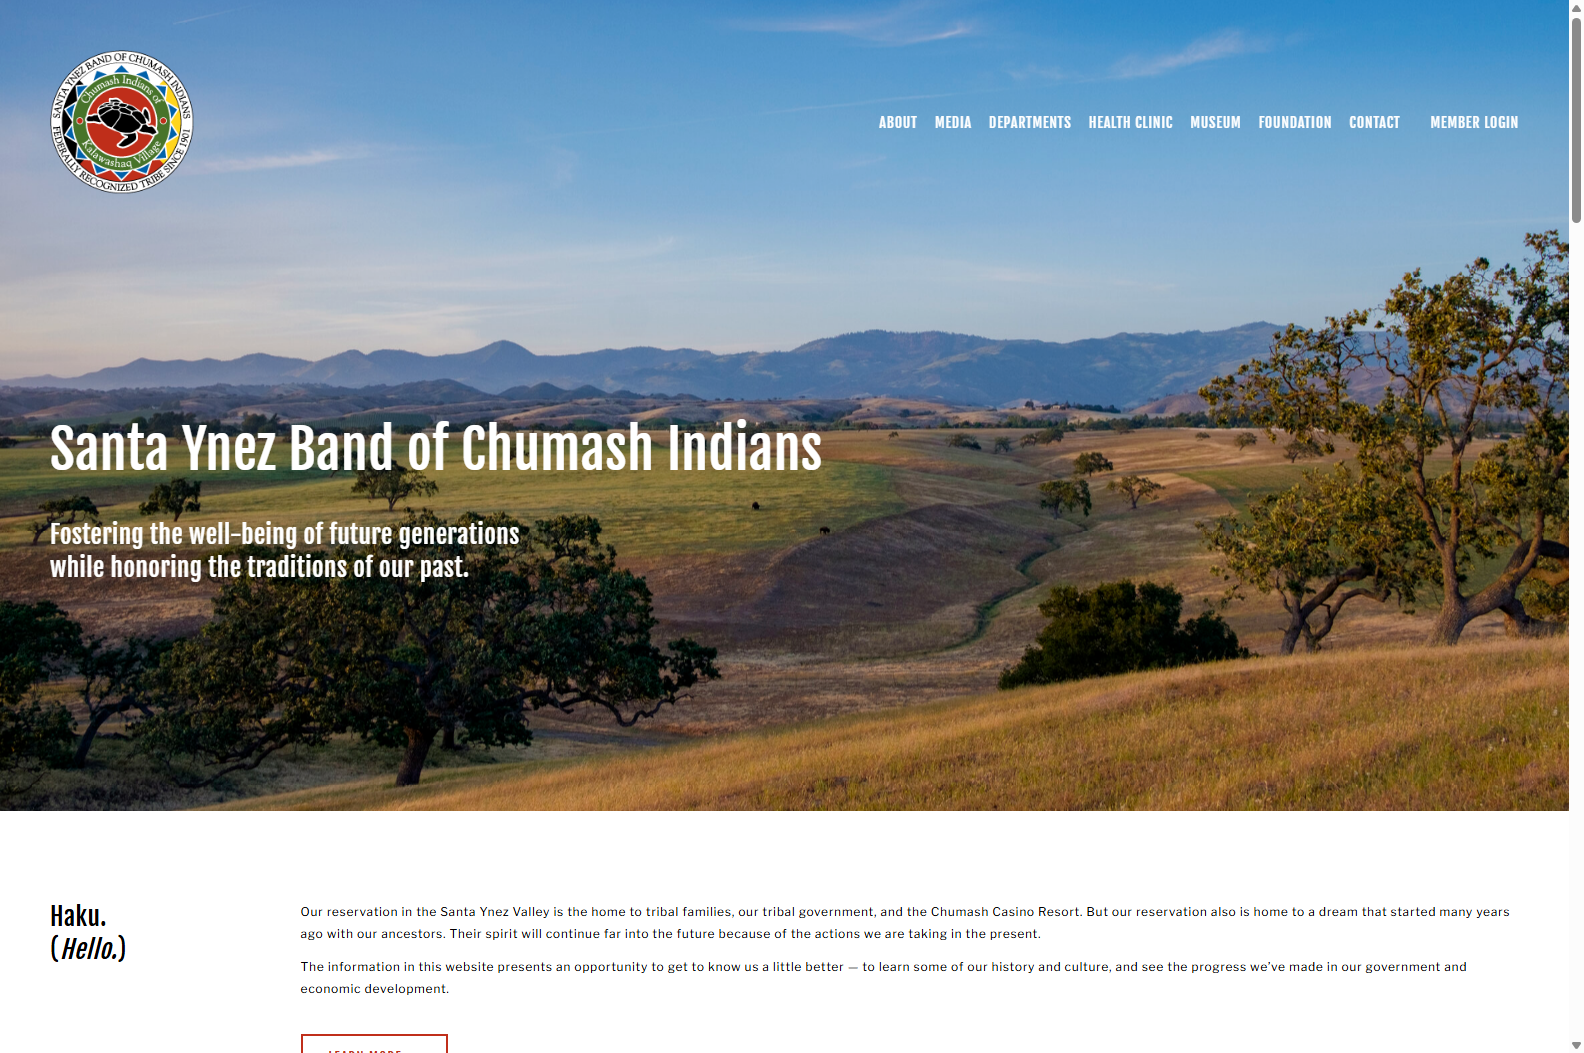 SANTA YNEZ BAND OF CHUMASH INDIANS
Chumash Indians of
Kalawashaq Village
FEDERALLY RECOGNIZED TRIBE SINCE 1901
ABOUT MEDIA DEPARTMENTS HEALTH CLINIC MUSEUM FOUNDATION CONTACT MEMBER LOGIN
Santa Ynez Band of Chumash Indians
Fostering the well-being of future generations
while honoring the traditions of our past.
Haku.
(Hello.)
Our reservation in the Santa Ynez Valley is the home to tribal families, our tribal government, and the Chumash Casino Resort. But our reservation also is home to a dream that started many years
ago with our ancestors. Their spirit will continue far into the future because of the actions we are taking in the present.
The information in this website presents an opportunity to get to know us a little better — to learn some of our history and culture, and see the progress we’ve made in our government and
economic development.
LEARN MORE